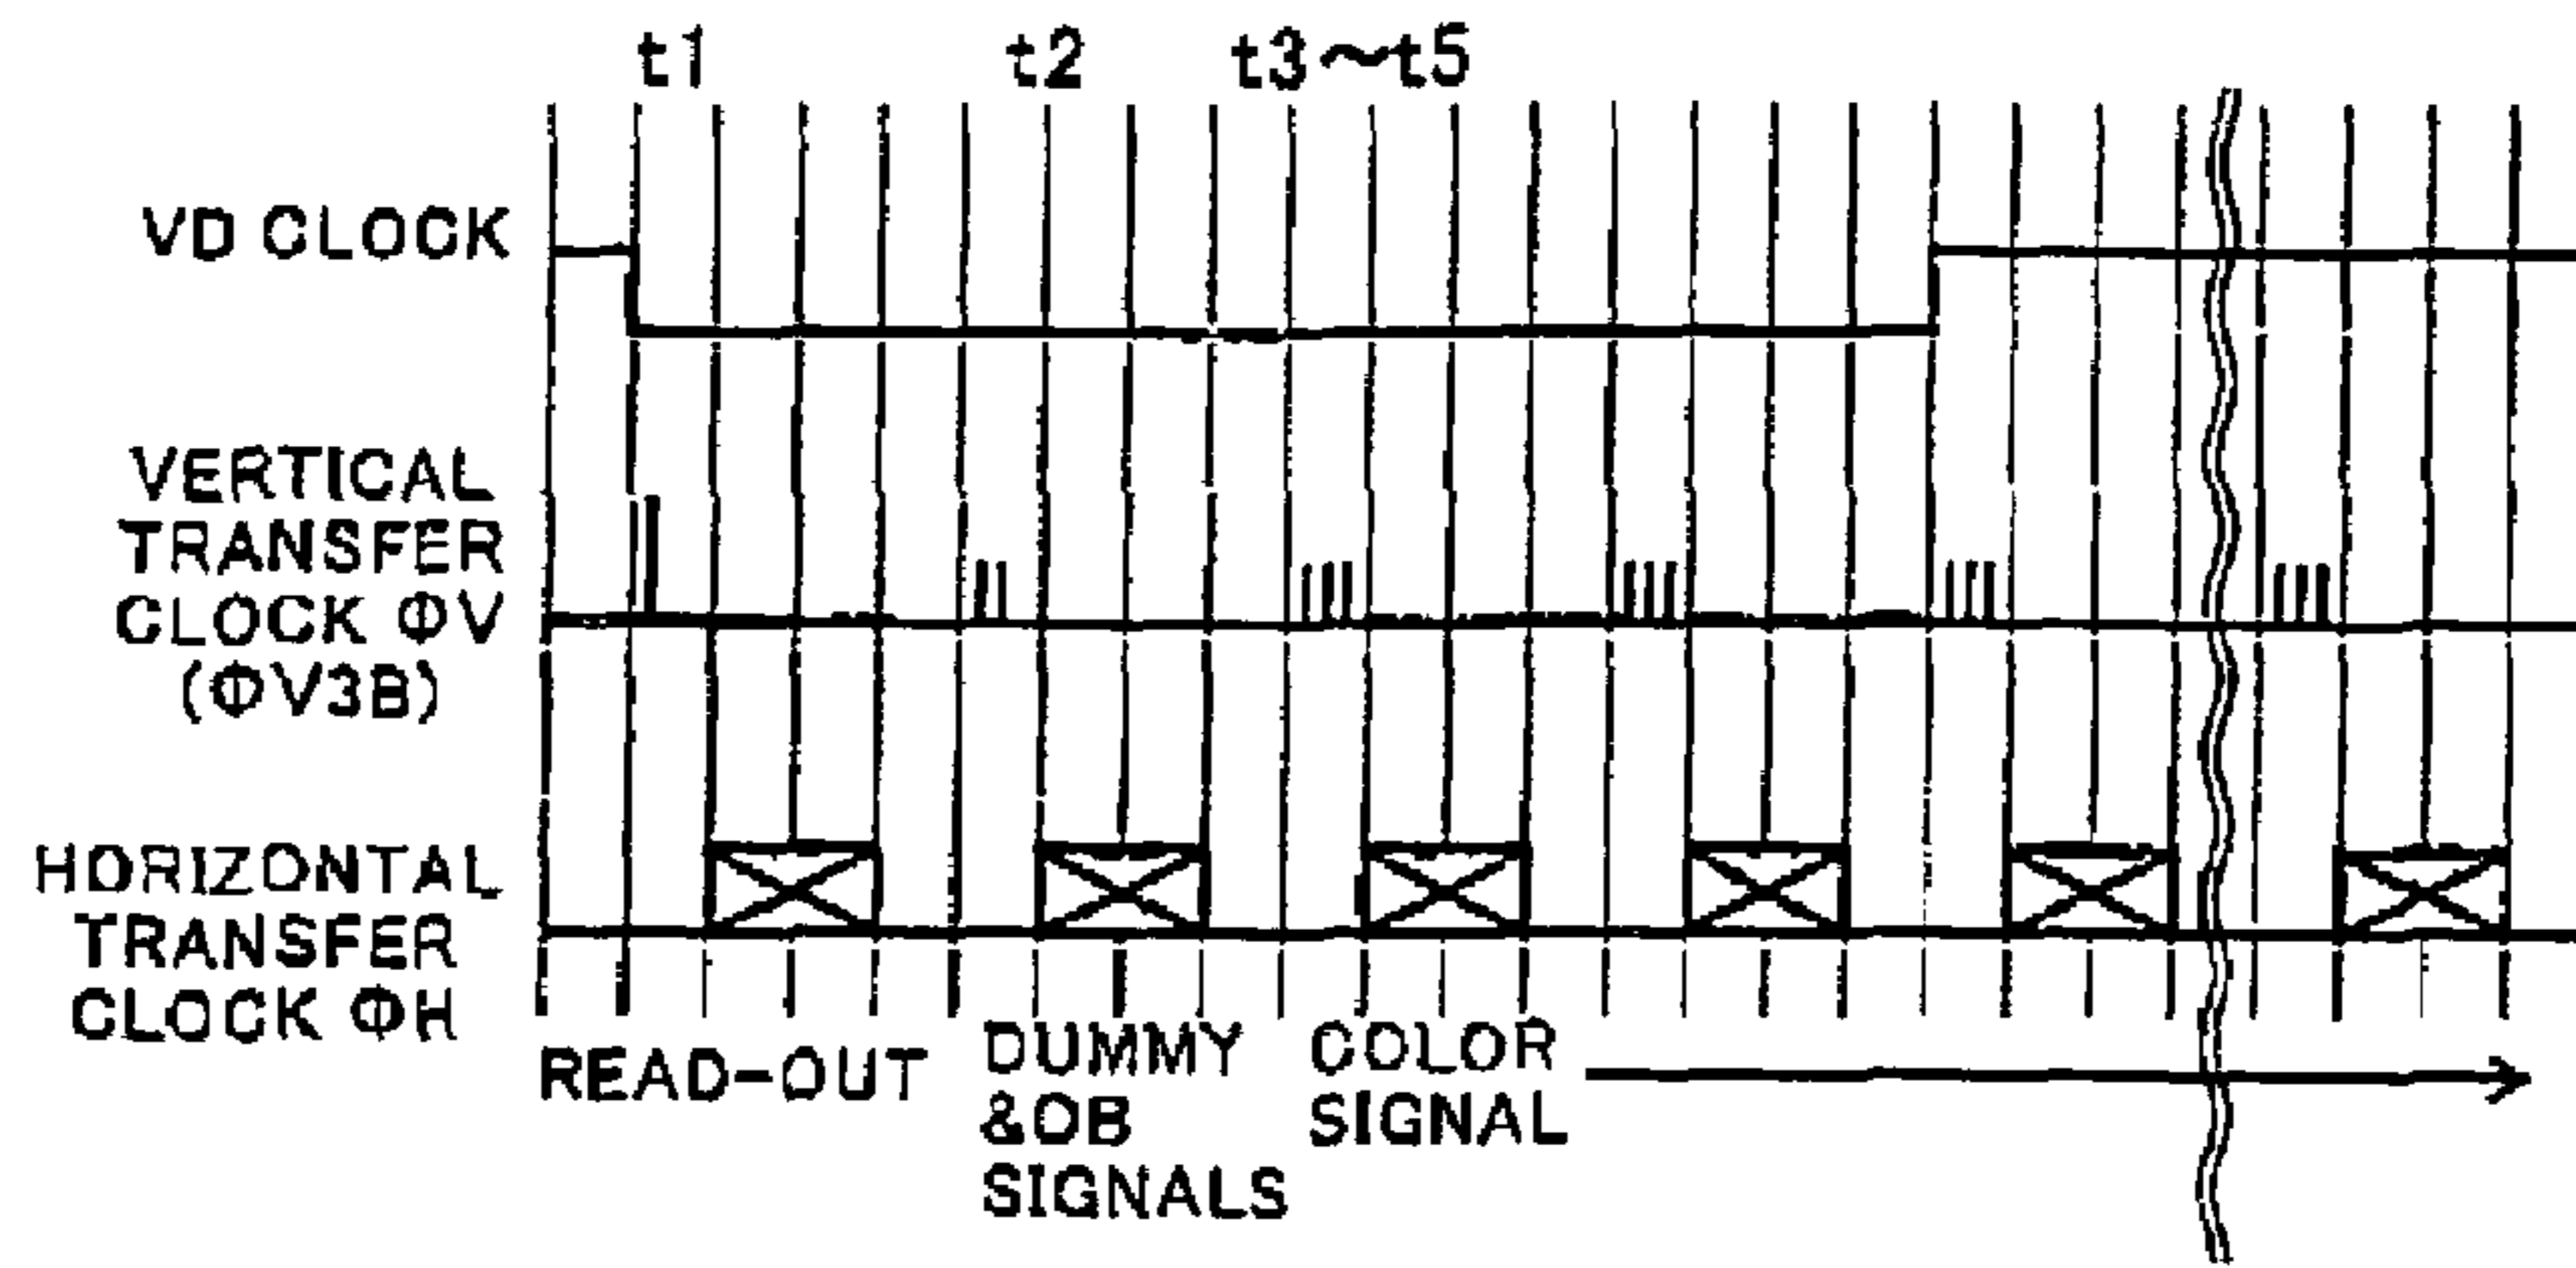 t1 t2 t3～t5
VD CLOCK
VERTICAL
TRANSFER
CLOCK ΦV
(ΦV3B)
HORIZONTAL
TRANSFER
CLOCK ΦH
READ-OUT
DUMMY
&OB
SIGNALS
COLOR
SIGNAL